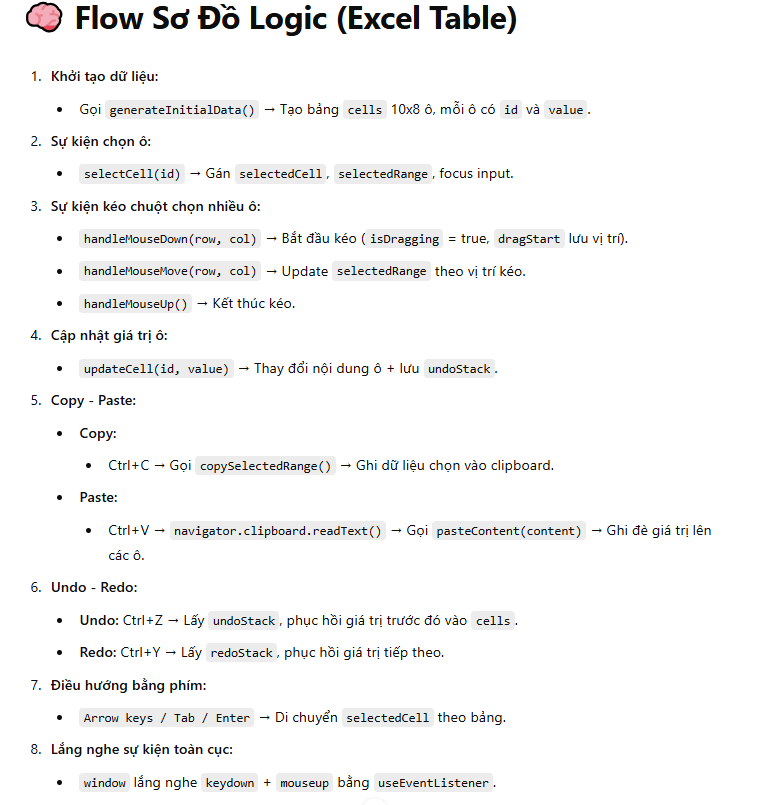 🧠 Flow Sơ Đồ Logic (Excel Table)
1. Khởi tạo dữ liệu:
• Gọi generateInitialData() → Tạo bảng cells 10x8 ô, mỗi ô có id và value.
2. Sự kiện chọn ô:
• selectCell(id) → Gán selectedCell, selectedRange, focus input.
3. Sự kiện kéo chuột chọn nhiều ô:
• handleMouseDown(row, col) → Bắt đầu kéo ( isDragging = true, dragStart lưu vị trí).
• handleMouseMove(row, col) → Update selectedRange theo vị trí kéo.
• handleMouseUp() → Kết thúc kéo.
4. Cập nhật giá trị ô:
• updateCell(id, value) → Thay đổi nội dung ô + lưu undoStack.
5. Copy - Paste:
• Copy:
• Ctrl+C → Gọi copySelectedRange() → Ghi dữ liệu chọn vào clipboard.
• Paste:
• Ctrl+V → navigator.clipboard.readText() → Gọi pasteContent(content) → Ghi đè giá trị lên
các ô.
6. Undo - Redo:
• Undo: Ctrl+Z → Lấy undoStack, phục hồi giá trị trước đó vào cells.
• Redo: Ctrl+Y → Lấy redoStack, phục hồi giá trị tiếp theo.
7. Điều hướng bằng phím:
• Arrow keys / Tab / Enter → Di chuyển selectedCell theo bảng.
8. Lắng nghe sự kiện toàn cục:
• window lắng nghe keydown + mouseup bằng useEventListener.